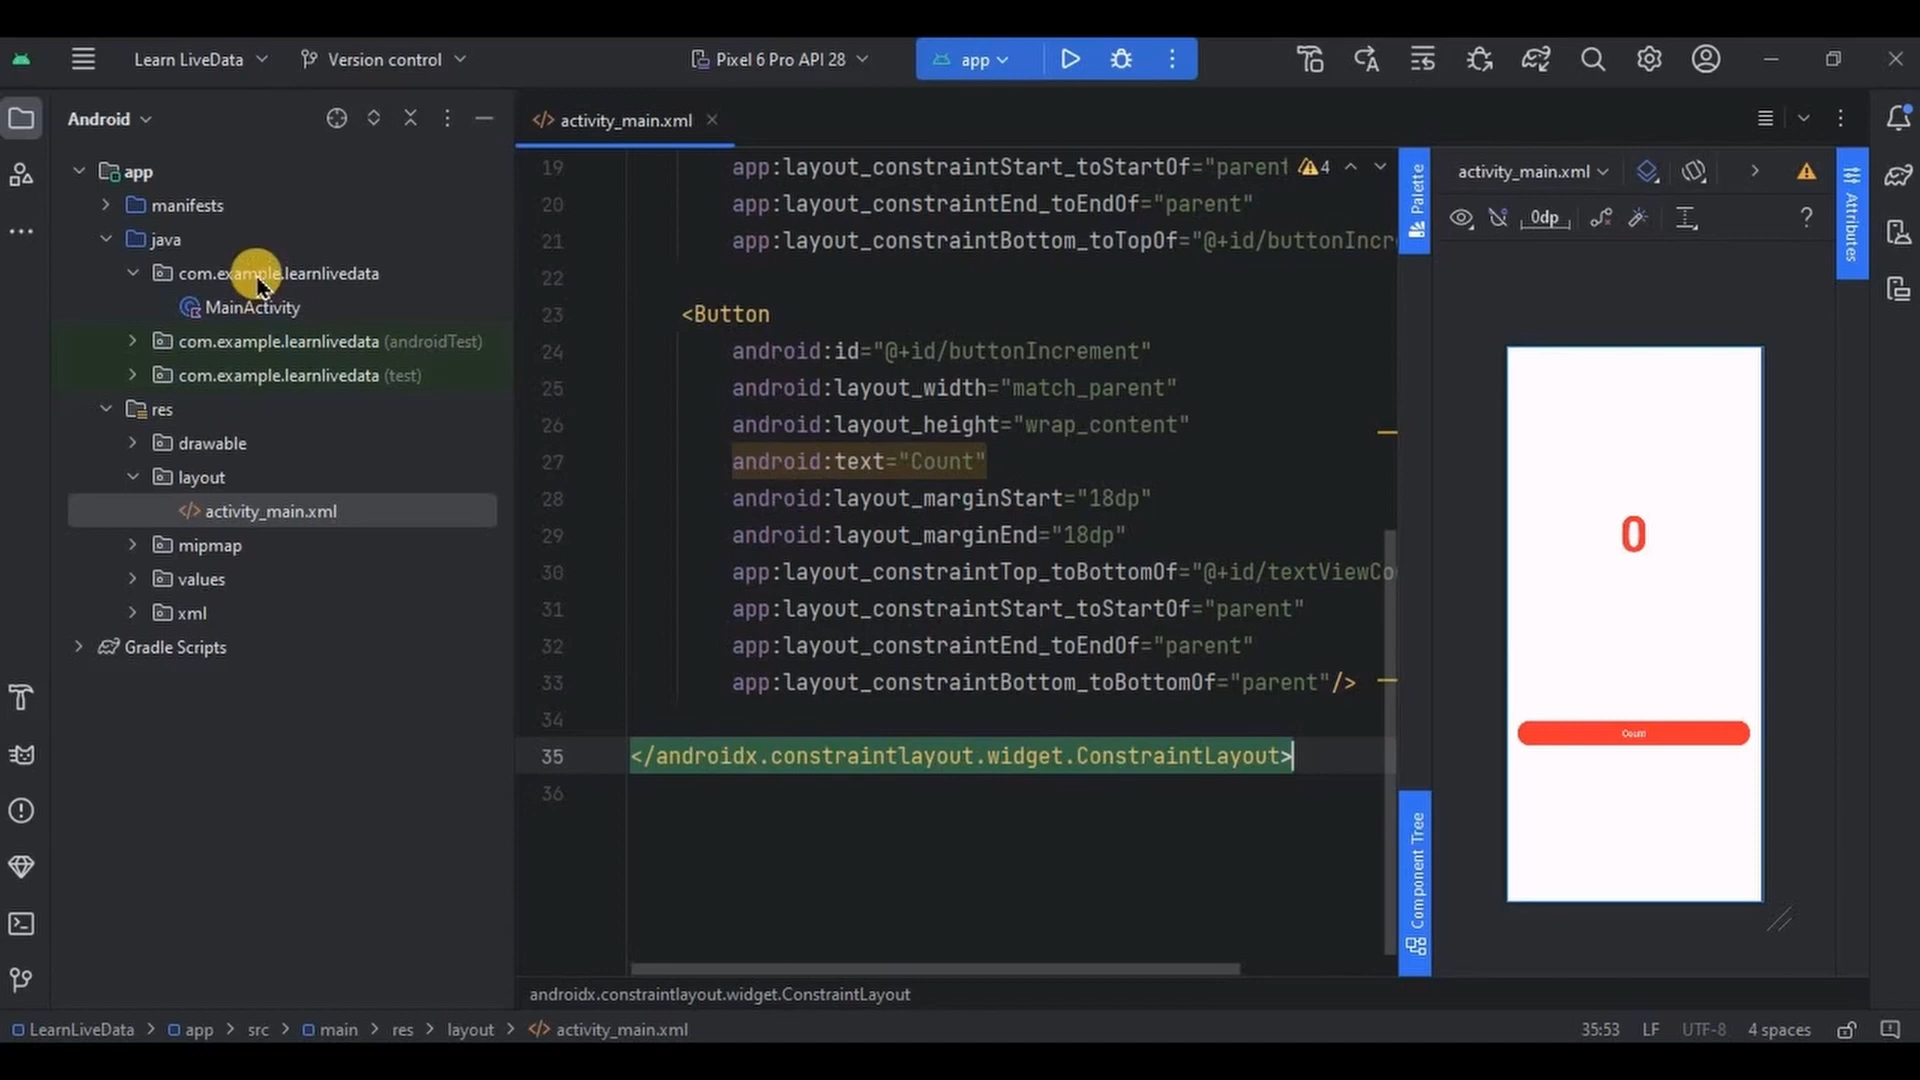 Learn LiveData
Version control
Pixel 6 Pro API 28
app
Android
activity_main.xml
app
manifests
java
com.example.learnlivedata
MainActivity
com.example.learnlivedata (androidTest)
com.example.learnlivedata (test)
res
drawable
layout
activity_main.xml
mipmap
values
xml
Gradle Scripts
19 app:layout_constraintStart_toStartOf="parent
4
20 app:layout_constraintEnd_toEndOf="parent"
21 app:layout_constraintBottom_toTopOf="@+id/buttonIncr
22
23 <Button
24 android:id="@+id/buttonIncrement"
25 android:layout_width="match_parent"
26 android:layout_height="wrap_content"
27 android:text="Count"
28 android:layout_marginStart="18dp"
29 android:layout_marginEnd="18dp"
30 app:layout_constraintTop_toBottomOf="@+id/textViewCo
31 app:layout_constraintStart_toStartOf="parent"
32 app:layout_constraintEnd_toEndOf="parent"
33 app:layout_constraintBottom_toBottomOf="parent"/>
34
35 </androidx.constraintlayout.widget.ConstraintLayout>
36
Palette
Component Tree
activity_main.xml
0dp
?
Attributes
0
Count
androidx.constraintlayout.widget.ConstraintLayout
LearnLiveData > app > src > main > res > layout > activity_main.xml
35:53 LF UTF-8 4 spaces